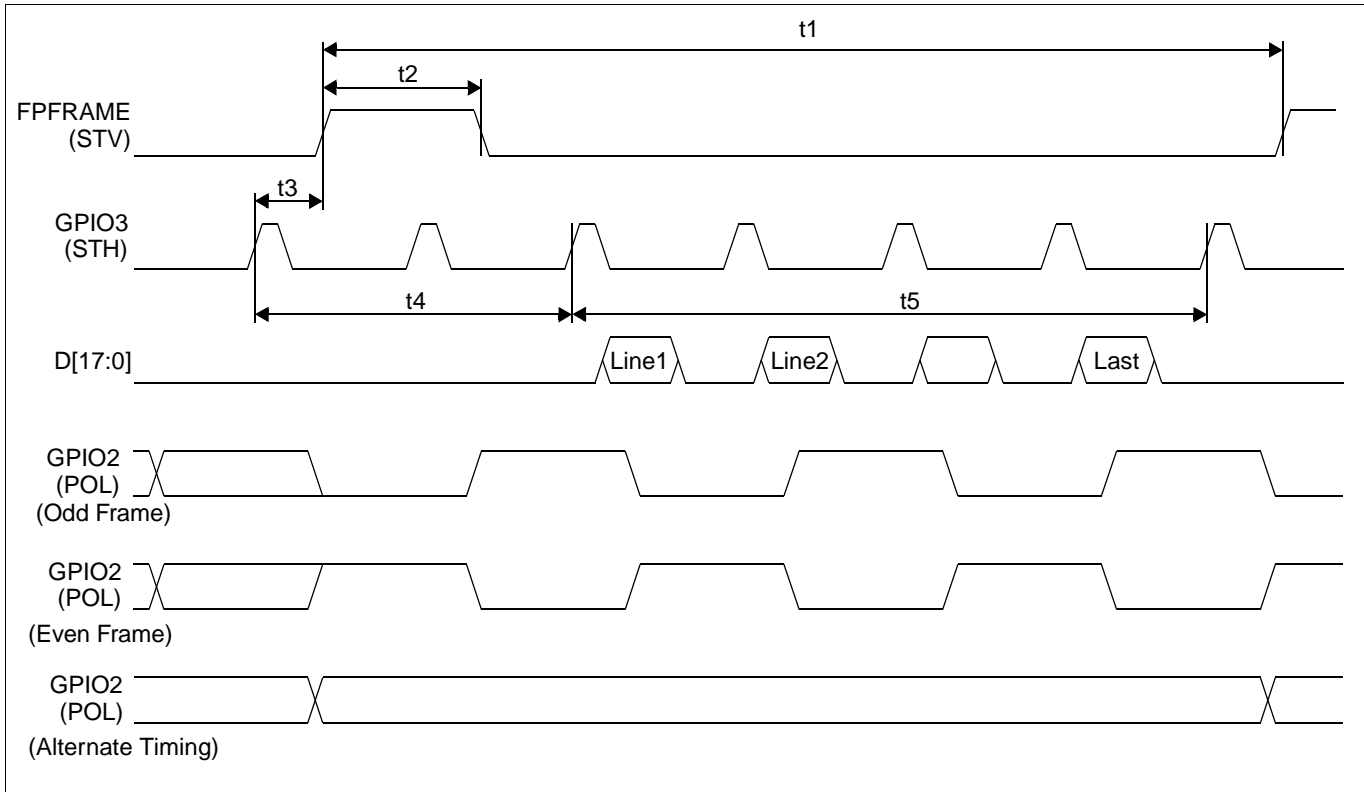 t1
t2
FPFRAME
(STV)
t3
GPIO3
(STH)
t4
t5
D[17:0]
Line1
Line2
Last
GPIO2
(POL)
(Odd Frame)
GPIO2
(POL)
(Even Frame)
GPIO2
(POL)
(Alternate Timing)